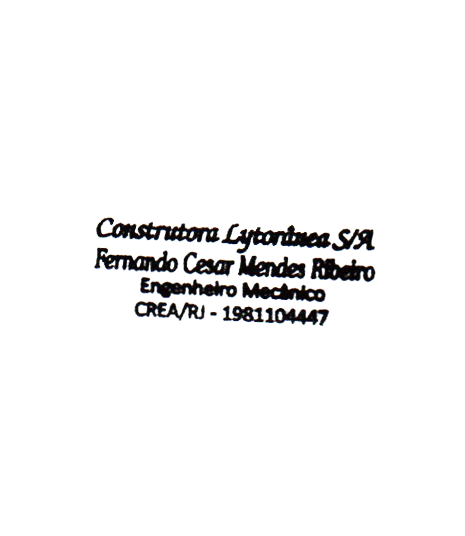 Construtora Lytorânea S/A
Fernando Cesar Mendes Ribeiro
Engenheiro Mecânico
CREA/RJ - 1981104447